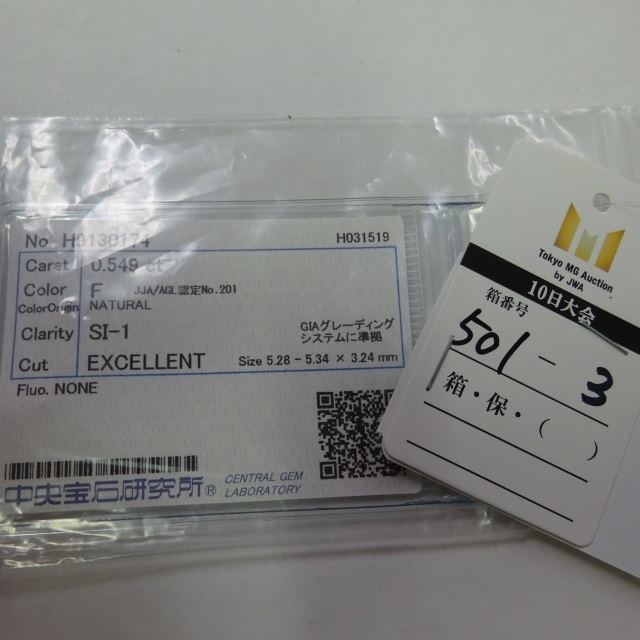 No H9130174 H031519
Carat 0.549 ct
Color F JJA/AGL認定No.201
ColorOrigin NATURAL
Clarity SI-1 GIAグレーディングシステムに準拠
Cut EXCELLENT Size 5.28 - 5.34 × 3.24 mm
Fluo. NONE
中央宝石研究所® CENTRAL GEM LABORATORY
Tokyo MG Auction
by JWA
10日大会
箱番号
501 - 3
箱・保・( )